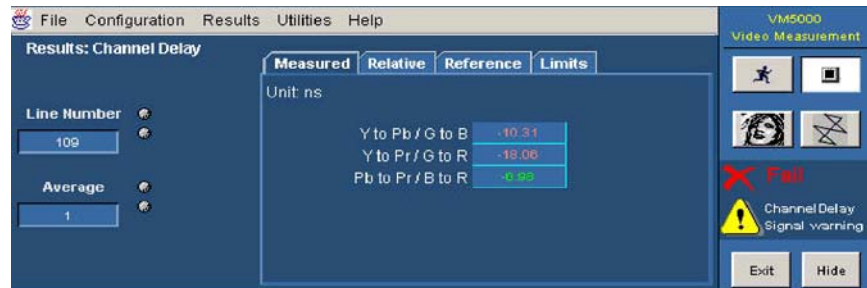 File Configuration Results Utilities Help
VM5000
Video Measurement
Results: Channel Delay
Measured Relative Reference Limits
Unit: ns
Line Number
109
Y to Pb / G to B -10.31
Y to Pr / G to R -18.06
Pb to Pr / B to R -6.98
Average
1
Fail
Channel Delay
Signal warning
Exit Hide